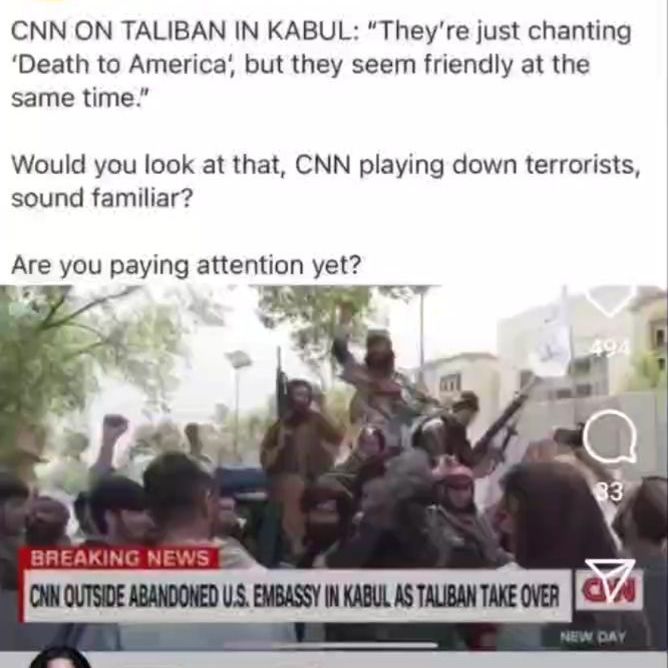 CNN ON TALIBAN IN KABUL: “They’re just chanting
‘Death to America’, but they seem friendly at the
same time.”
Would you look at that, CNN playing down terrorists,
sound familiar?
Are you paying attention yet?
494
83
BREAKING NEWS
CNN OUTSIDE ABANDONED U.S. EMBASSY IN KABUL AS TALIBAN TAKE OVER
CNN
NEW DAY